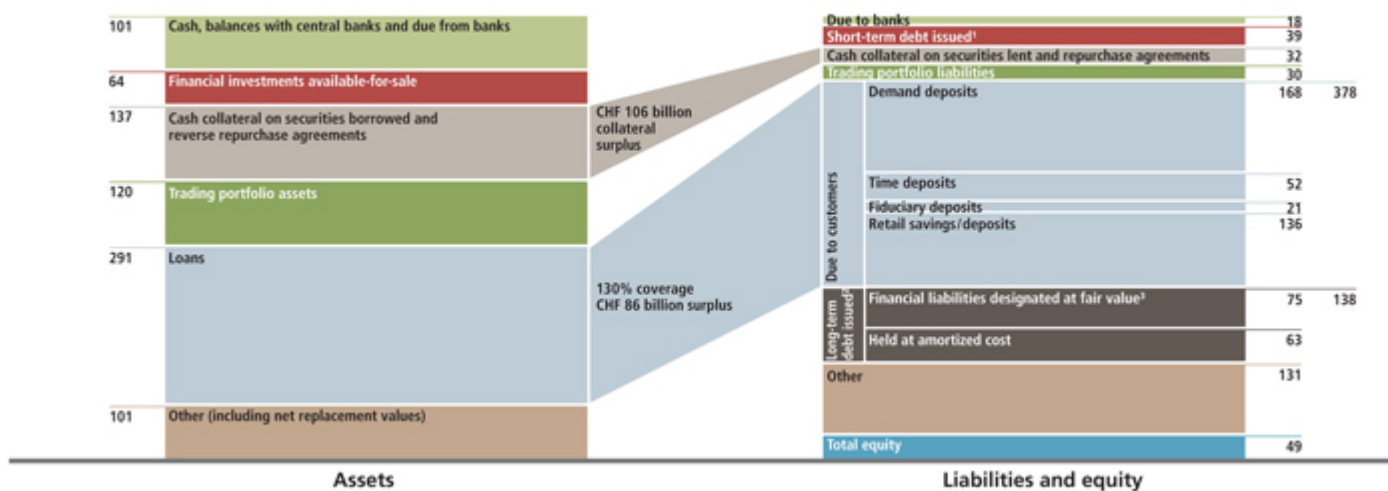 101 Cash, balances with central banks and due from banks
64 Financial investments available-for-sale
137 Cash collateral on securities borrowed and
reverse repurchase agreements
120 Trading portfolio assets
291 Loans
101 Other (including net replacement values)
Assets
CHF 106 billion
collateral
surplus
130% coverage
CHF 86 billion surplus
Due to banks 18
Short-term debt issued¹ 39
Cash collateral on securities lent and repurchase agreements 32
Trading portfolio liabilities 30
Due to customers
Demand deposits 168 378
Time deposits 52
Fiduciary deposits 21
Retail savings/deposits 136
Long-term
debt issued²
Financial liabilities designated at fair value³ 75 138
Held at amortized cost 63
Other 131
Total equity 49
Liabilities and equity